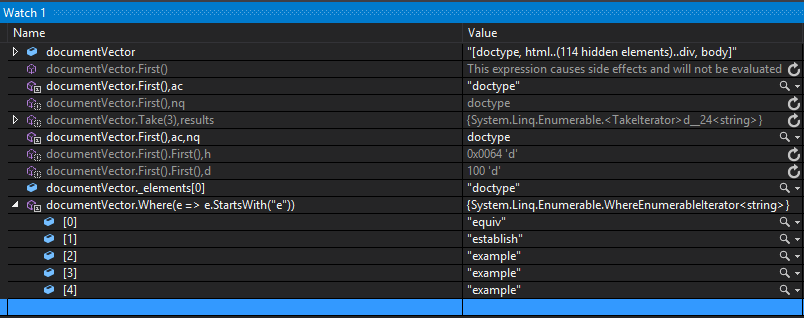 Watch 1
Name Value
documentVector "[doctype, html..(114 hidden elements)..div, body]"
documentVector.First() This expression causes side effects and will not be evaluated
documentVector.First(),ac "doctype"
documentVector.First(),nq doctype
documentVector.Take(3),results {System.Linq.Enumerable.<TakeIterator>d__24<string>}
documentVector.First(),ac,nq doctype
documentVector.First().First(),h 0x0064 'd'
documentVector.First().First(),d 100 'd'
documentVector._elements[0] "doctype"
documentVector.Where(e => e.StartsWith("e")) {System.Linq.Enumerable.WhereEnumerableIterator<string>}
[0] "equiv"
[1] "establish"
[2] "example"
[3] "example"
[4] "example"